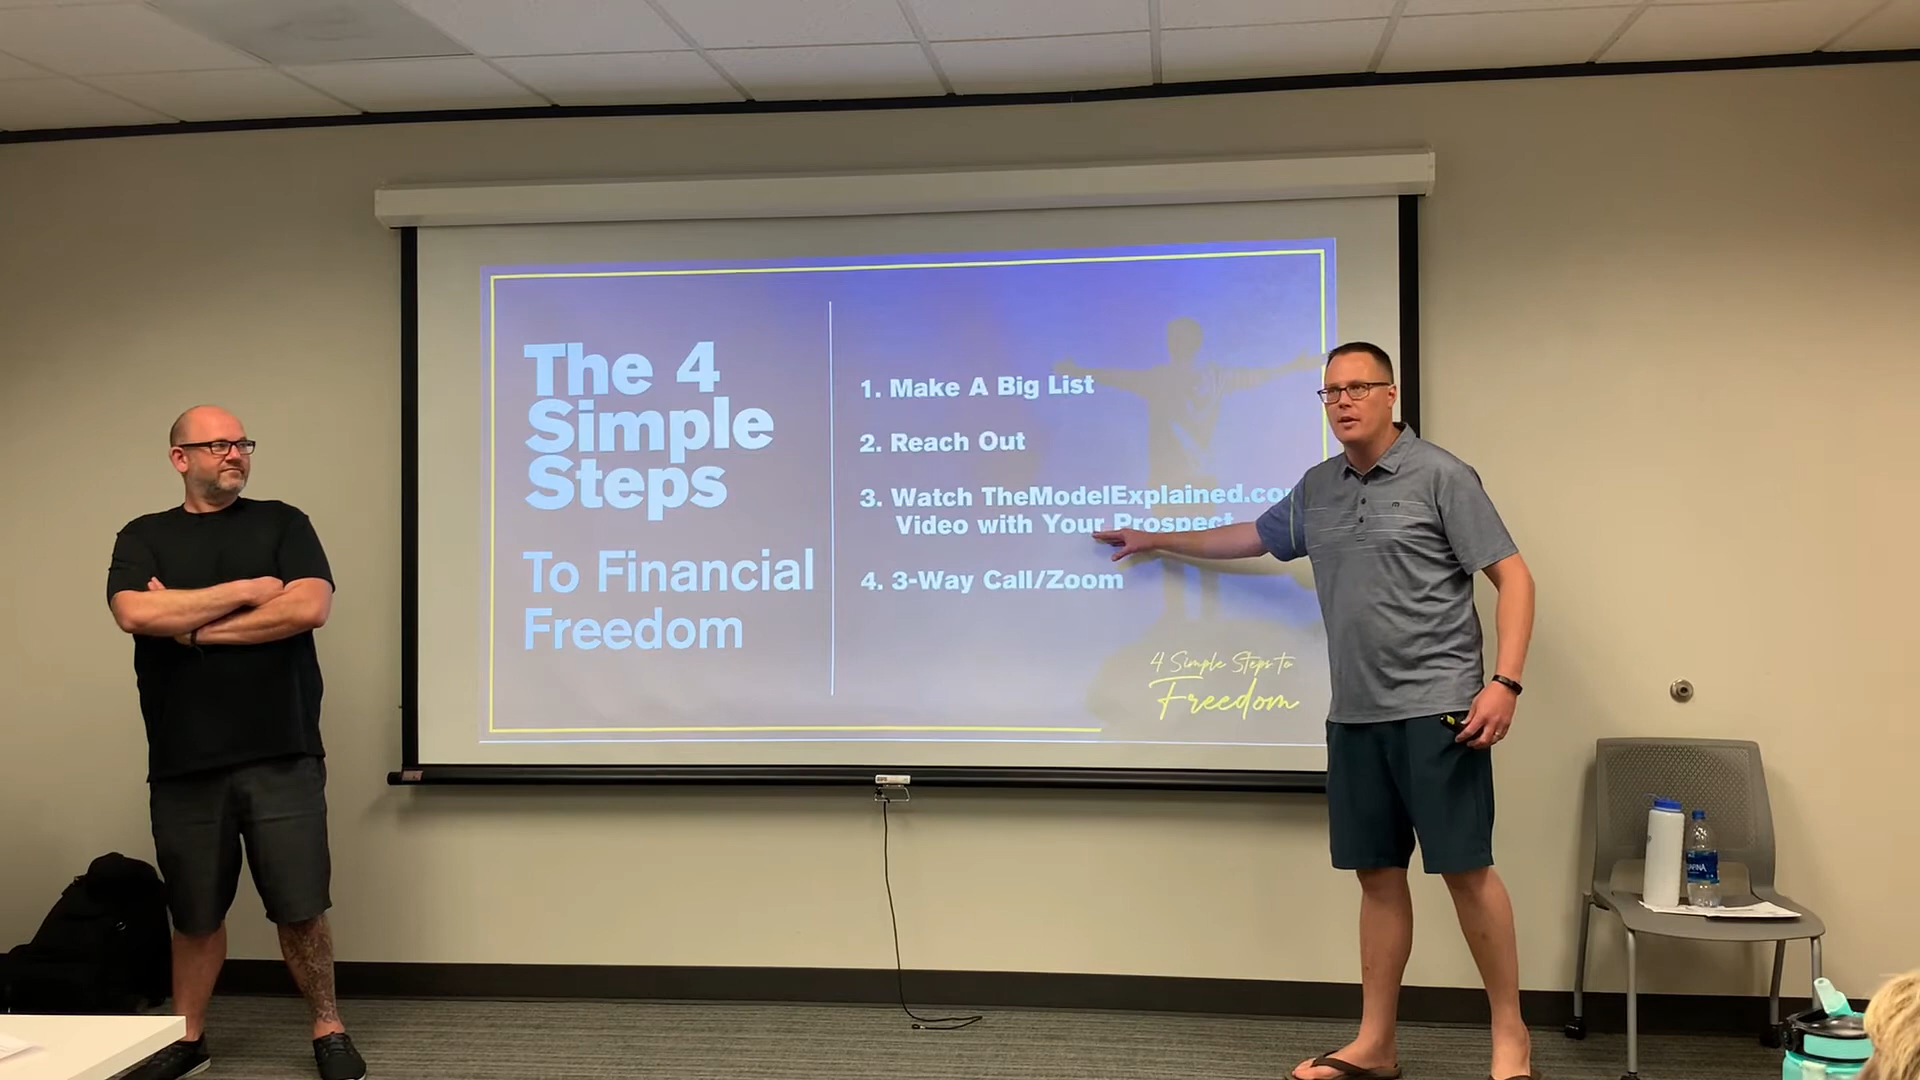 The 4
Simple
Steps
To Financial
Freedom
1. Make A Big List
2. Reach Out
3. Watch TheModelExplained.co
Video with Your Prospect
4. 3-Way Call/Zoom
4 Simple Steps to
Freedom